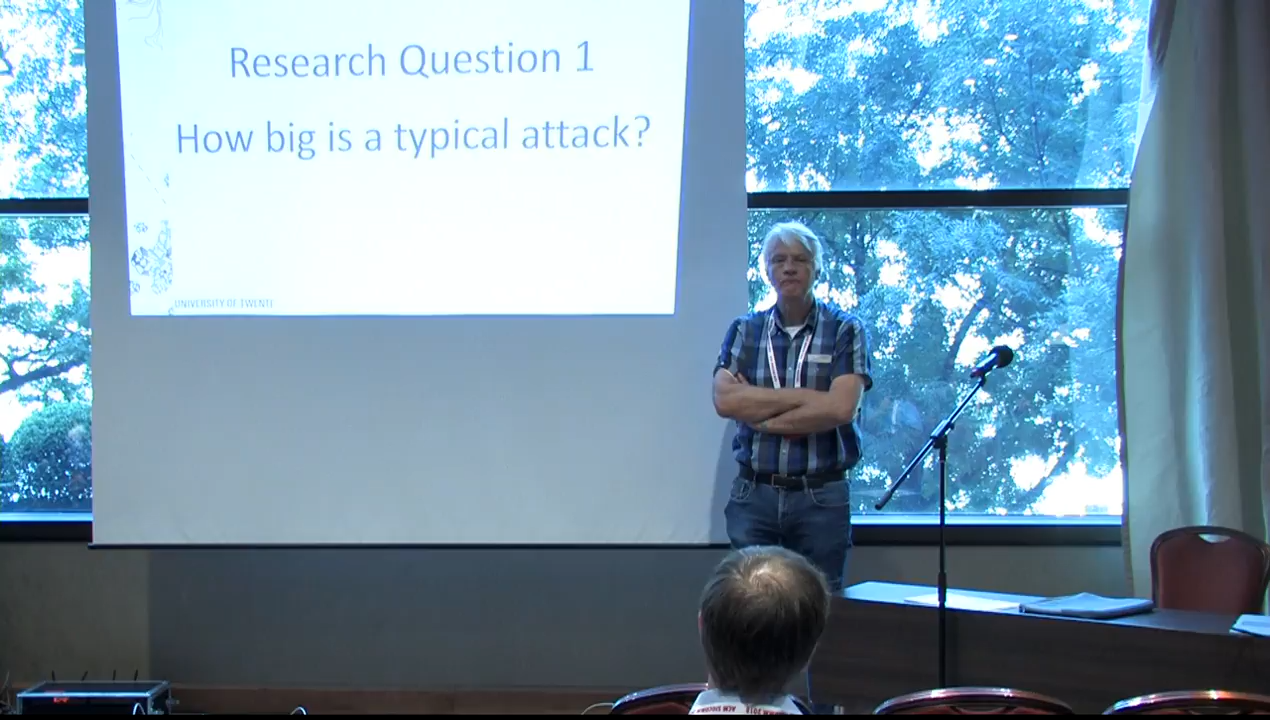 Research Question 1
How big is a typical attack?
UNIVERSITY OF TWENTE